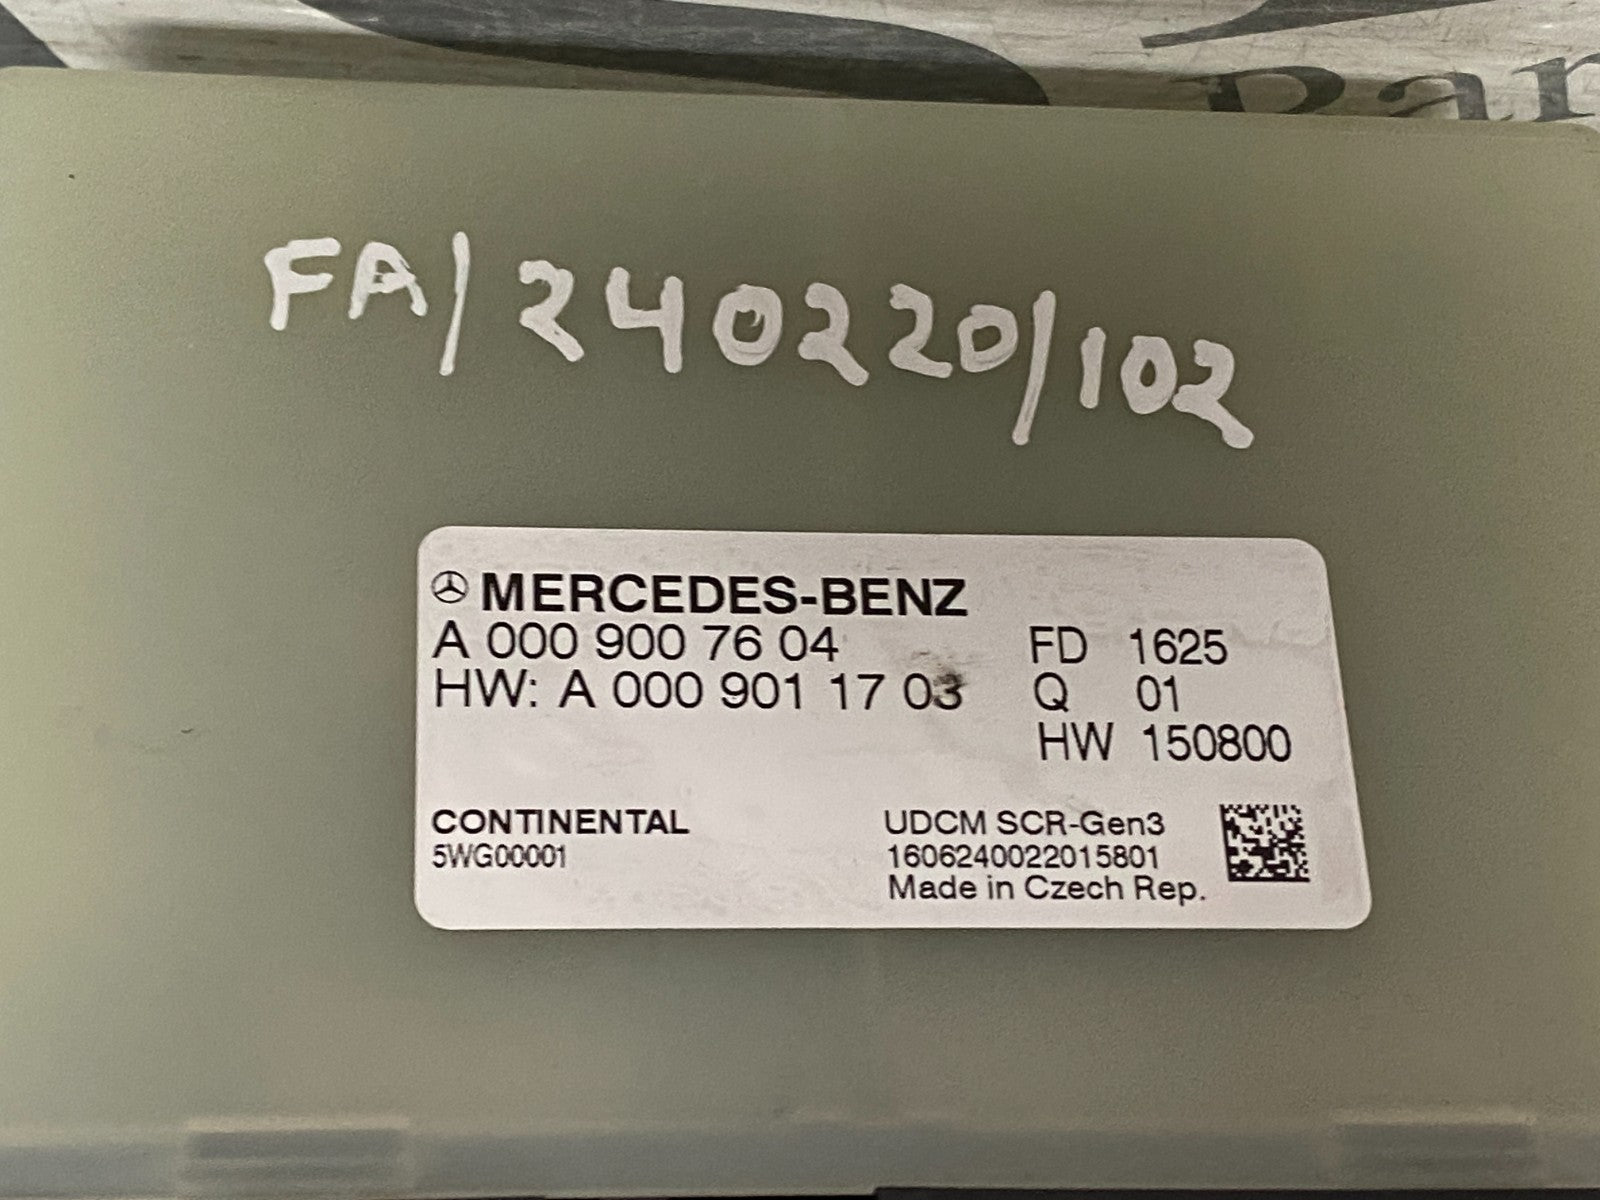 Par
FA/240220/102
MERCEDES-BENZ
A 000 900 76 04 FD 1625
HW: A 000 901 17 03 Q 01
HW 150800
CONTINENTAL UDCM SCR-Gen3
5WG00001 1606240022015801
Made in Czech Rep.